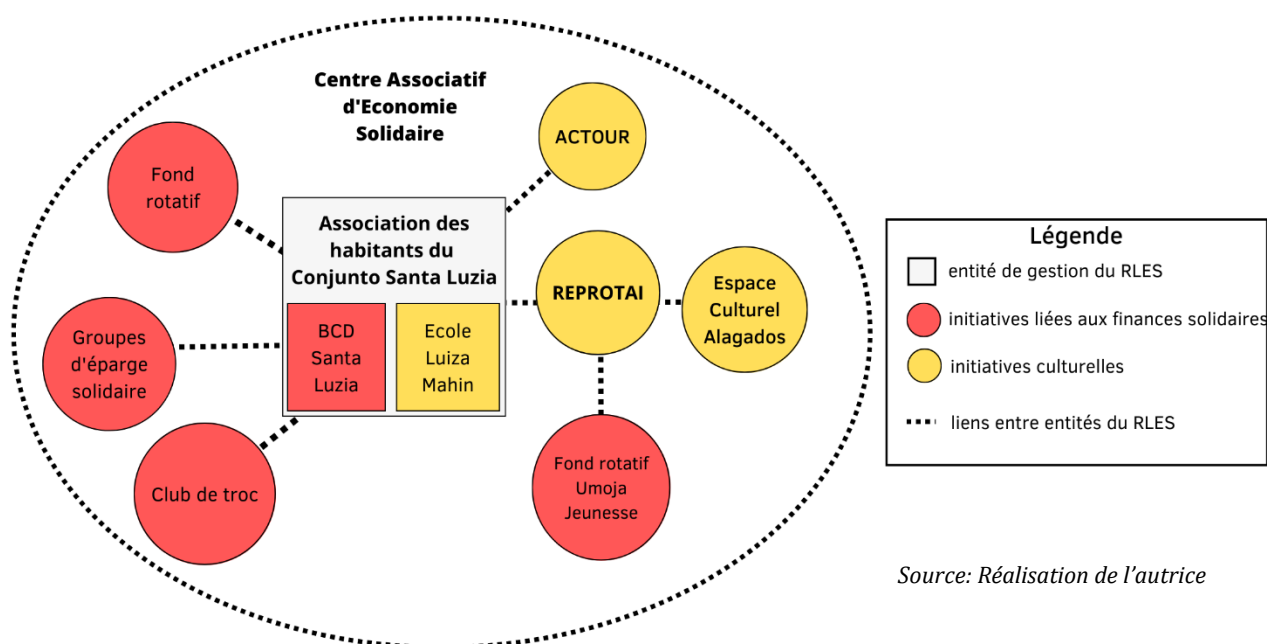 Centre Associatif
d'Economie
Solidaire
ACTOUR
Fond
rotatif
Association des
habitants du
Conjunto Santa Luzia
BCD
Santa
Luzia
Ecole
Luiza
Mahin
REPROTAI
Espace
Culturel
Alagados
Groupes
d'éparge
solidaire
Club de troc
Fond rotatif
Umoja
Jeunesse
Légende
entité de gestion du RLES
initiatives liées aux finances solidaires
initiatives culturelles
liens entre entités du RLES
Source: Réalisation de l'autrice